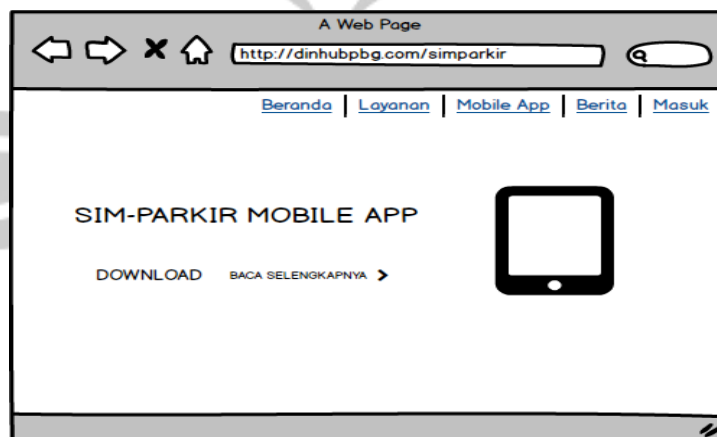 A Web Page
http://dinhubpbg.com/simparkir
Beranda | Layanan | Mobile App | Berita | Masuk
SIM-PARKIR MOBILE APP
DOWNLOAD BACA SELENGKAPNYA >